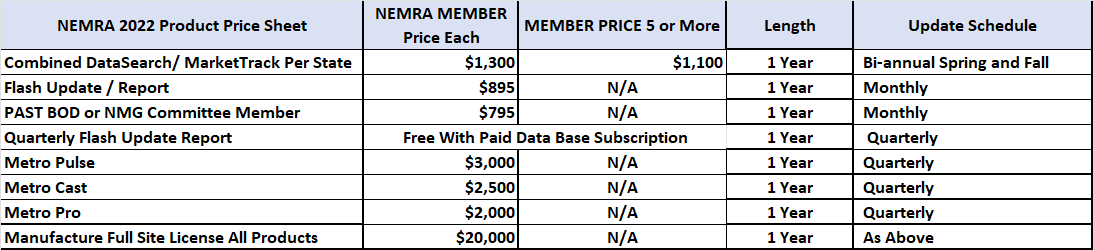 NEMRA 2022 Product Price Sheet NEMRA MEMBER Price Each MEMBER PRICE 5 or More Length Update Schedule
Combined DataSearch/ MarketTrack Per State $1,300 $1,100 1 Year Bi-annual Spring and Fall
Flash Update / Report $895 N/A 1 Year Monthly
PAST BOD or NMG Committee Member $795 N/A 1 Year Monthly
Quarterly Flash Update Report Free With Paid Data Base Subscription 1 Year Quarterly
Metro Pulse $3,000 N/A 1 Year Quarterly
Metro Cast $2,500 N/A 1 Year Quarterly
Metro Pro $2,000 N/A 1 Year Quarterly
Manufacture Full Site License All Products $20,000 N/A 1 Year As Above